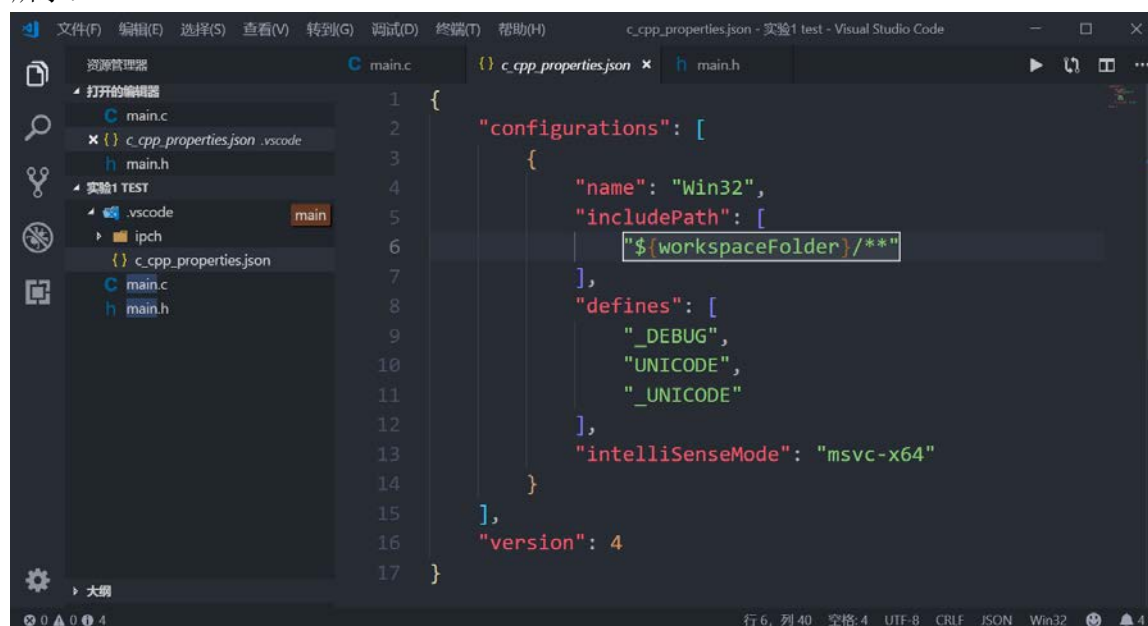 文件(F) 编辑(E) 选择(S) 查看(V) 转到(G) 调试(D) 终端(T) 帮助(H) c_cpp_properties.json - 实验1 test - Visual Studio Code
资源管理器
打开的编辑器
C main.c
{} c_cpp_properties.json .vscode
h main.h
实验1 TEST
.vscode
main
ipch
{} c_cpp_properties.json
C main.c
h main.h
大纲
C main.c {} c_cpp_properties.json h main.h
1 {
2 "configurations": [
3 {
4 "name": "Win32",
5 "includePath": [
6 "${workspaceFolder}/**"
7 ],
8 "defines": [
9 "_DEBUG",
10 "UNICODE",
11 "_UNICODE"
12 ],
13 "intelliSenseMode": "msvc-x64"
14 }
15 ],
16 "version": 4
17 }
0 0 4 行 6，列 40 空格: 4 UTF-8 CRLF JSON Win32 4